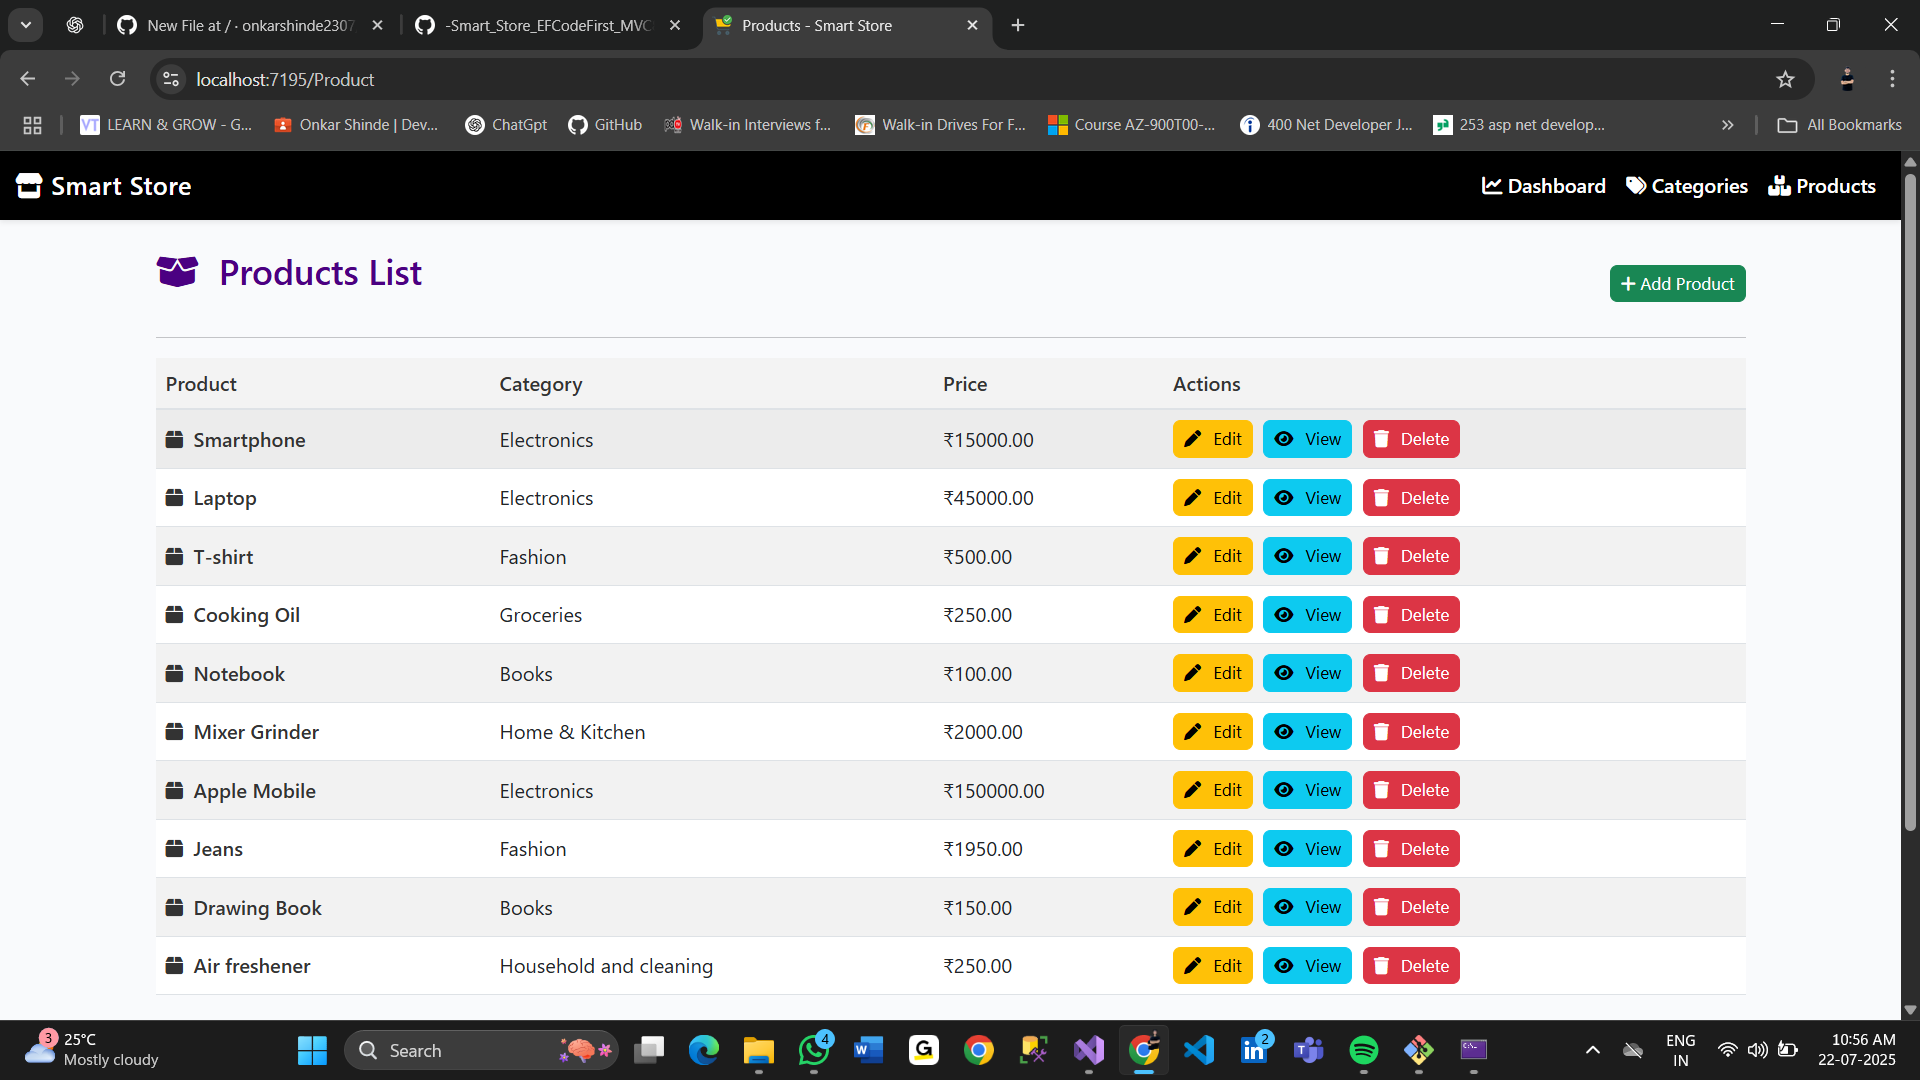 New File at / · onkarshinde2307
-Smart_Store_EFCodeFirst_MVC
Products - Smart Store
localhost:7195/Product
VT LEARN & GROW - G...
Onkar Shinde | Dev...
ChatGpt
GitHub
Walk-in Interviews f...
Walk-in Drives For F...
Course AZ-900T00-...
400 Net Developer J...
253 asp net develop...
All Bookmarks
Smart Store
Dashboard
Categories
Products
Products List
+ Add Product
Product Category Price Actions
Smartphone Electronics ₹15000.00 Edit View Delete
Laptop Electronics ₹45000.00 Edit View Delete
T-shirt Fashion ₹500.00 Edit View Delete
Cooking Oil Groceries ₹250.00 Edit View Delete
Notebook Books ₹100.00 Edit View Delete
Mixer Grinder Home & Kitchen ₹2000.00 Edit View Delete
Apple Mobile Electronics ₹150000.00 Edit View Delete
Jeans Fashion ₹1950.00 Edit View Delete
Drawing Book Books ₹150.00 Edit View Delete
Air freshener Household and cleaning ₹250.00 Edit View Delete
3
25°C
Mostly cloudy
Search
4
2
ENG
IN
10:56 AM
22-07-2025